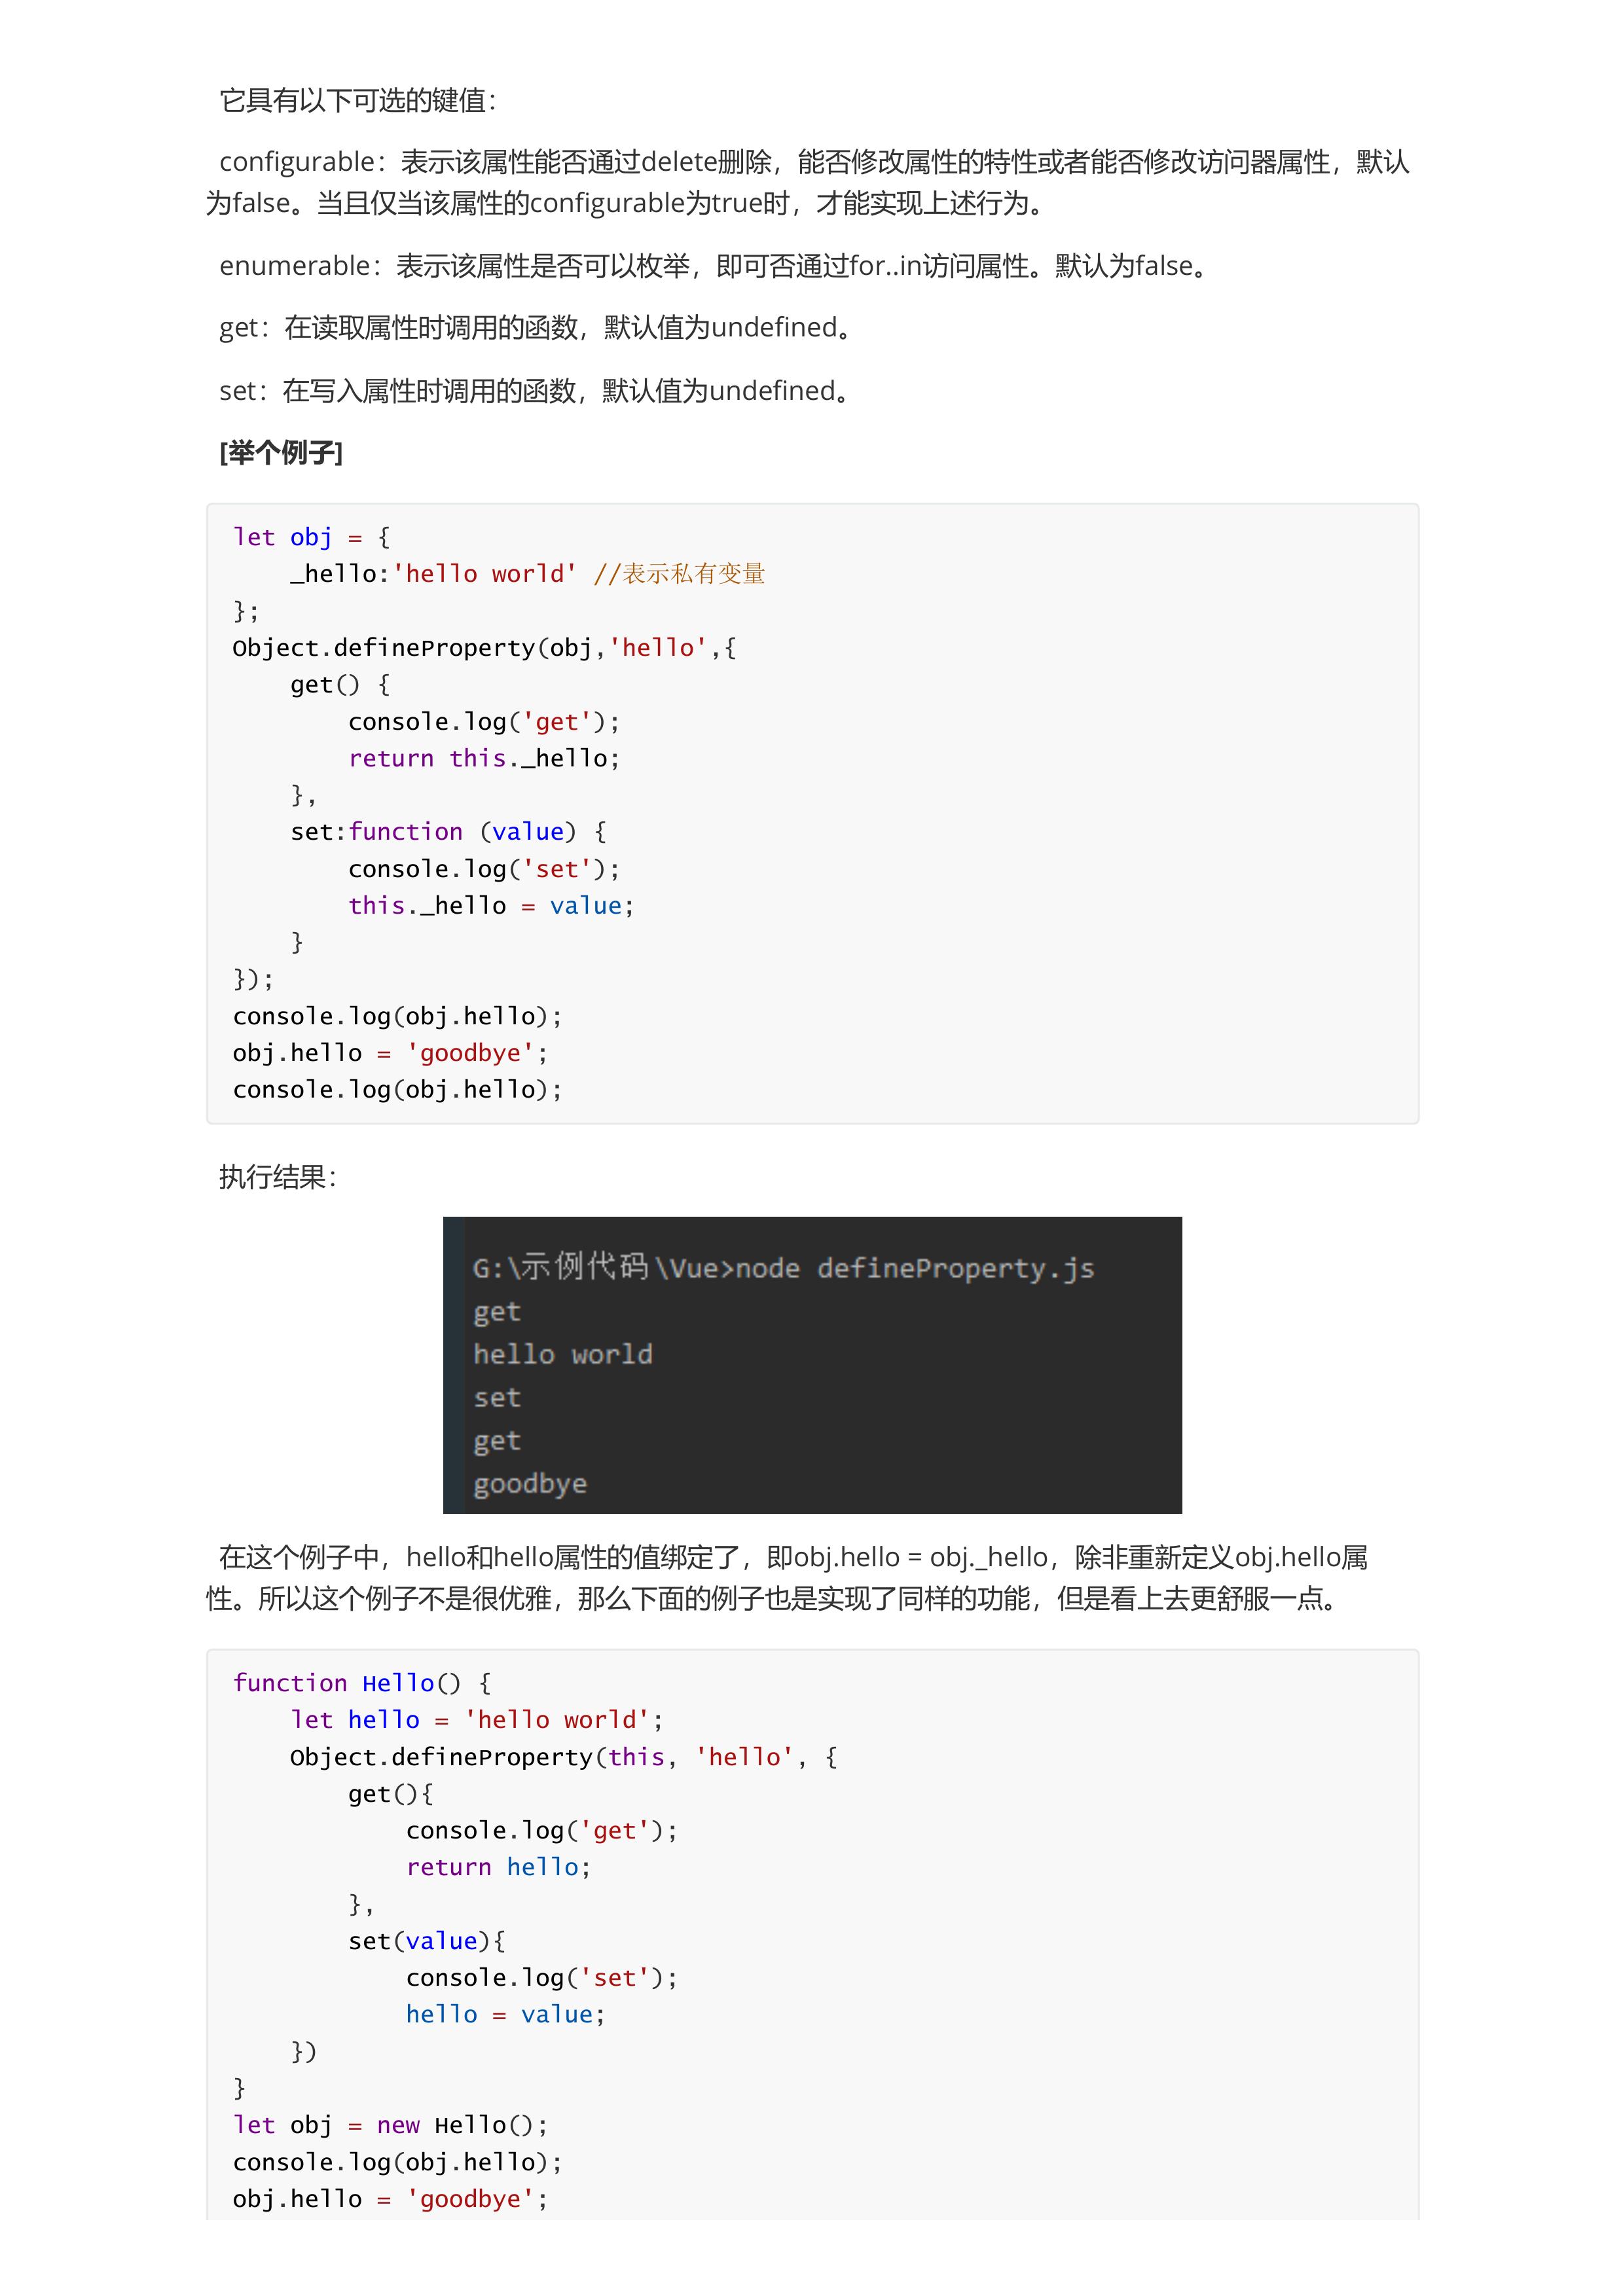 它具有以下可选的键值：
configurable：表示该属性能否通过delete删除，能否修改属性的特性或者能否修改访问器属性，默认
为false。当且仅当该属性的configurable为true时，才能实现上述行为。
enumerable：表示该属性是否可以枚举，即可否通过for..in访问属性。默认为false。
get：在读取属性时调用的函数，默认值为undefined。
set：在写入属性时调用的函数，默认值为undefined。
[举个例子]
let obj = {
    _hello:'hello world' //表示私有变量
};
Object.defineProperty(obj,'hello',{
    get() {
        console.log('get');
        return this._hello;
    },
    set:function (value) {
        console.log('set');
        this._hello = value;
    }
});
console.log(obj.hello);
obj.hello = 'goodbye';
console.log(obj.hello);
执行结果：
G:\示例代码\Vue>node defineProperty.js
get
hello world
set
get
goodbye
在这个例子中，hello和hello属性的值绑定了，即obj.hello = obj._hello，除非重新定义obj.hello属
性。所以这个例子不是很优雅，那么下面的例子也是实现了同样的功能，但是看上去更舒服一点。
function Hello() {
    let hello = 'hello world';
    Object.defineProperty(this, 'hello', {
        get(){
            console.log('get');
            return hello;
        },
        set(value){
            console.log('set');
            hello = value;
    })
}
let obj = new Hello();
console.log(obj.hello);
obj.hello = 'goodbye';